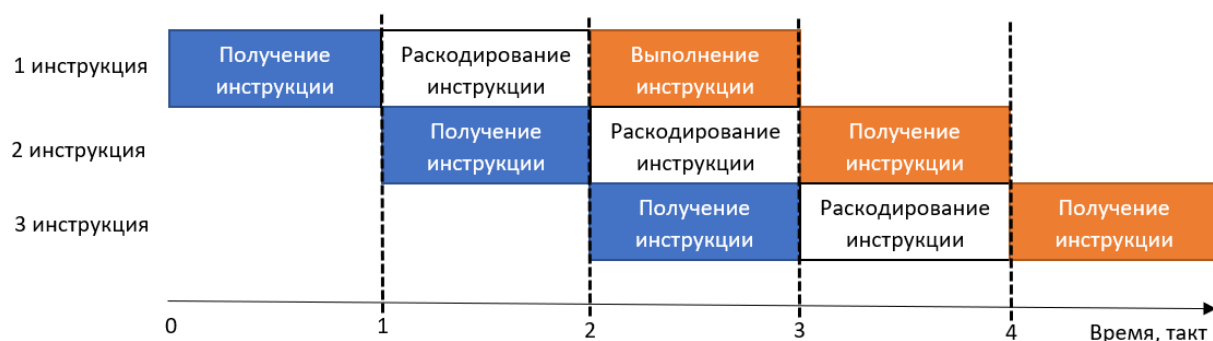 1 инструкция
Получение
инструкции
Раскодирование
инструкции
Выполнение
инструкции
2 инструкция
Получение
инструкции
Раскодирование
инструкции
Получение
инструкции
3 инструкция
Получение
инструкции
Раскодирование
инструкции
Получение
инструкции
0
1
2
3
4
Время, такт